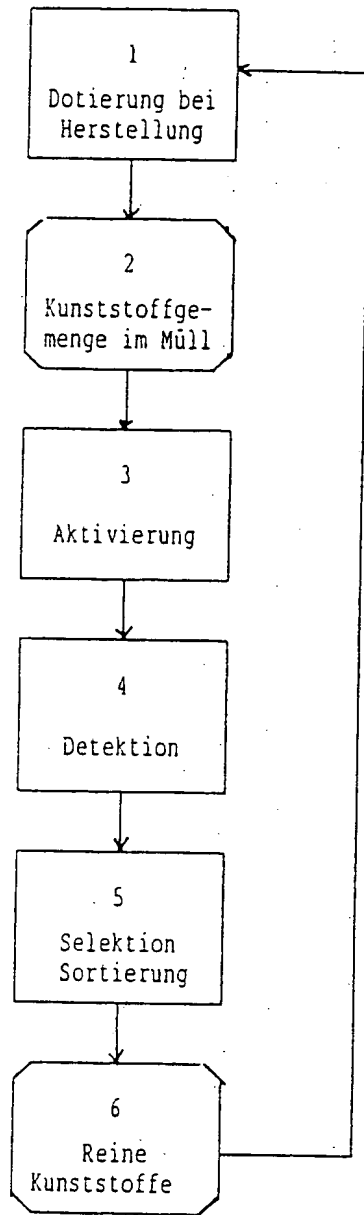 1
Dotierung bei
Herstellung
2
Kunststoffge-
menge im Müll
3
Aktivierung
4
Detektion
5
Selektion
Sortierung
6
Reine
Kunststoffe